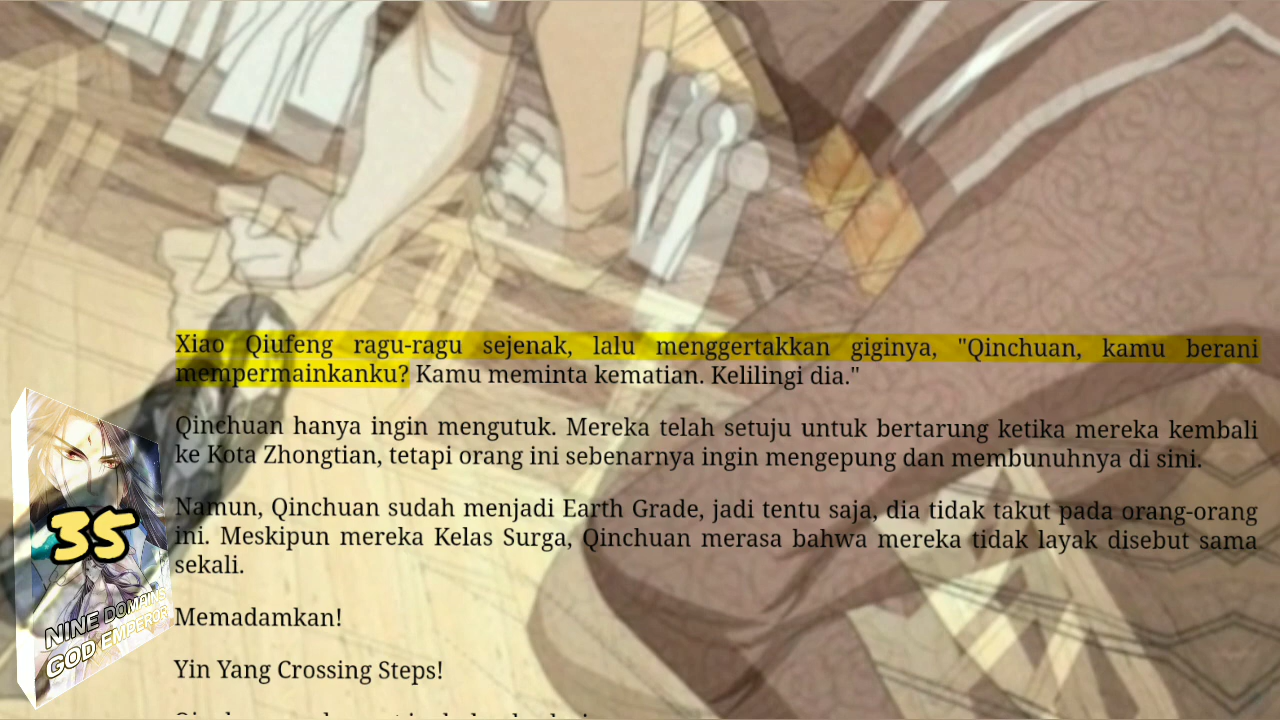 Xiao Qiufeng ragu-ragu sejenak, lalu menggertakkan giginya, "Qinchuan, kamu berani
mempermainkanku? Kamu meminta kematian. Kelilingi dia."
Qinchuan hanya ingin mengutuk. Mereka telah setuju untuk bertarung ketika mereka kembali
ke Kota Zhongtian, tetapi orang ini sebenarnya ingin mengepung dan membunuhnya di sini.
Namun, Qinchuan sudah menjadi Earth Grade, jadi tentu saja, dia tidak takut pada orang-orang
ini. Meskipun mereka Kelas Surga, Qinchuan merasa bahwa mereka tidak layak disebut sama
sekali.
Memadamkan!
Yin Yang Crossing Steps!
35
NINE DOMAINS
GOD EMPEROR